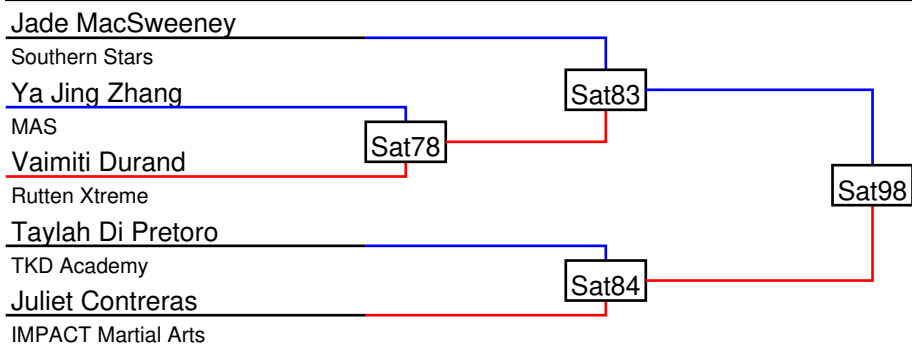 Jade MacSweeney
Southern Stars
Sat83
Ya Jing Zhang
MAS
Sat78
Vaimiti Durand
Rutten Xtreme
Sat98
Taylah Di Pretoro
TKD Academy
Sat84
Juliet Contreras
IMPACT Martial Arts